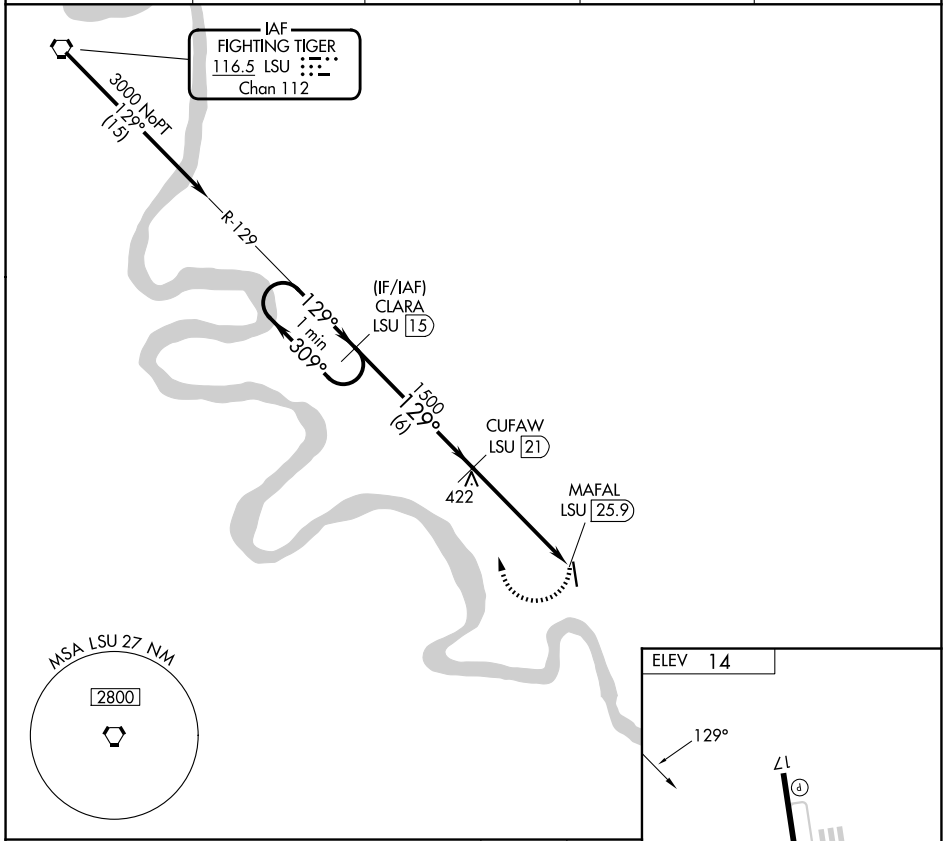 IAF
FIGHTING TIGER
116.5 LSU
Chan 112
3000 NoPT
129°
(15)
R-129
(IF/IAF)
CLARA
LSU 15
129°
1 min
309°
1500
129°
(6)
CUFAW
LSU 21
422
MAFAL
LSU 25.9
MSA LSU 27 NM
2800
ELEV 14
129°
17
P